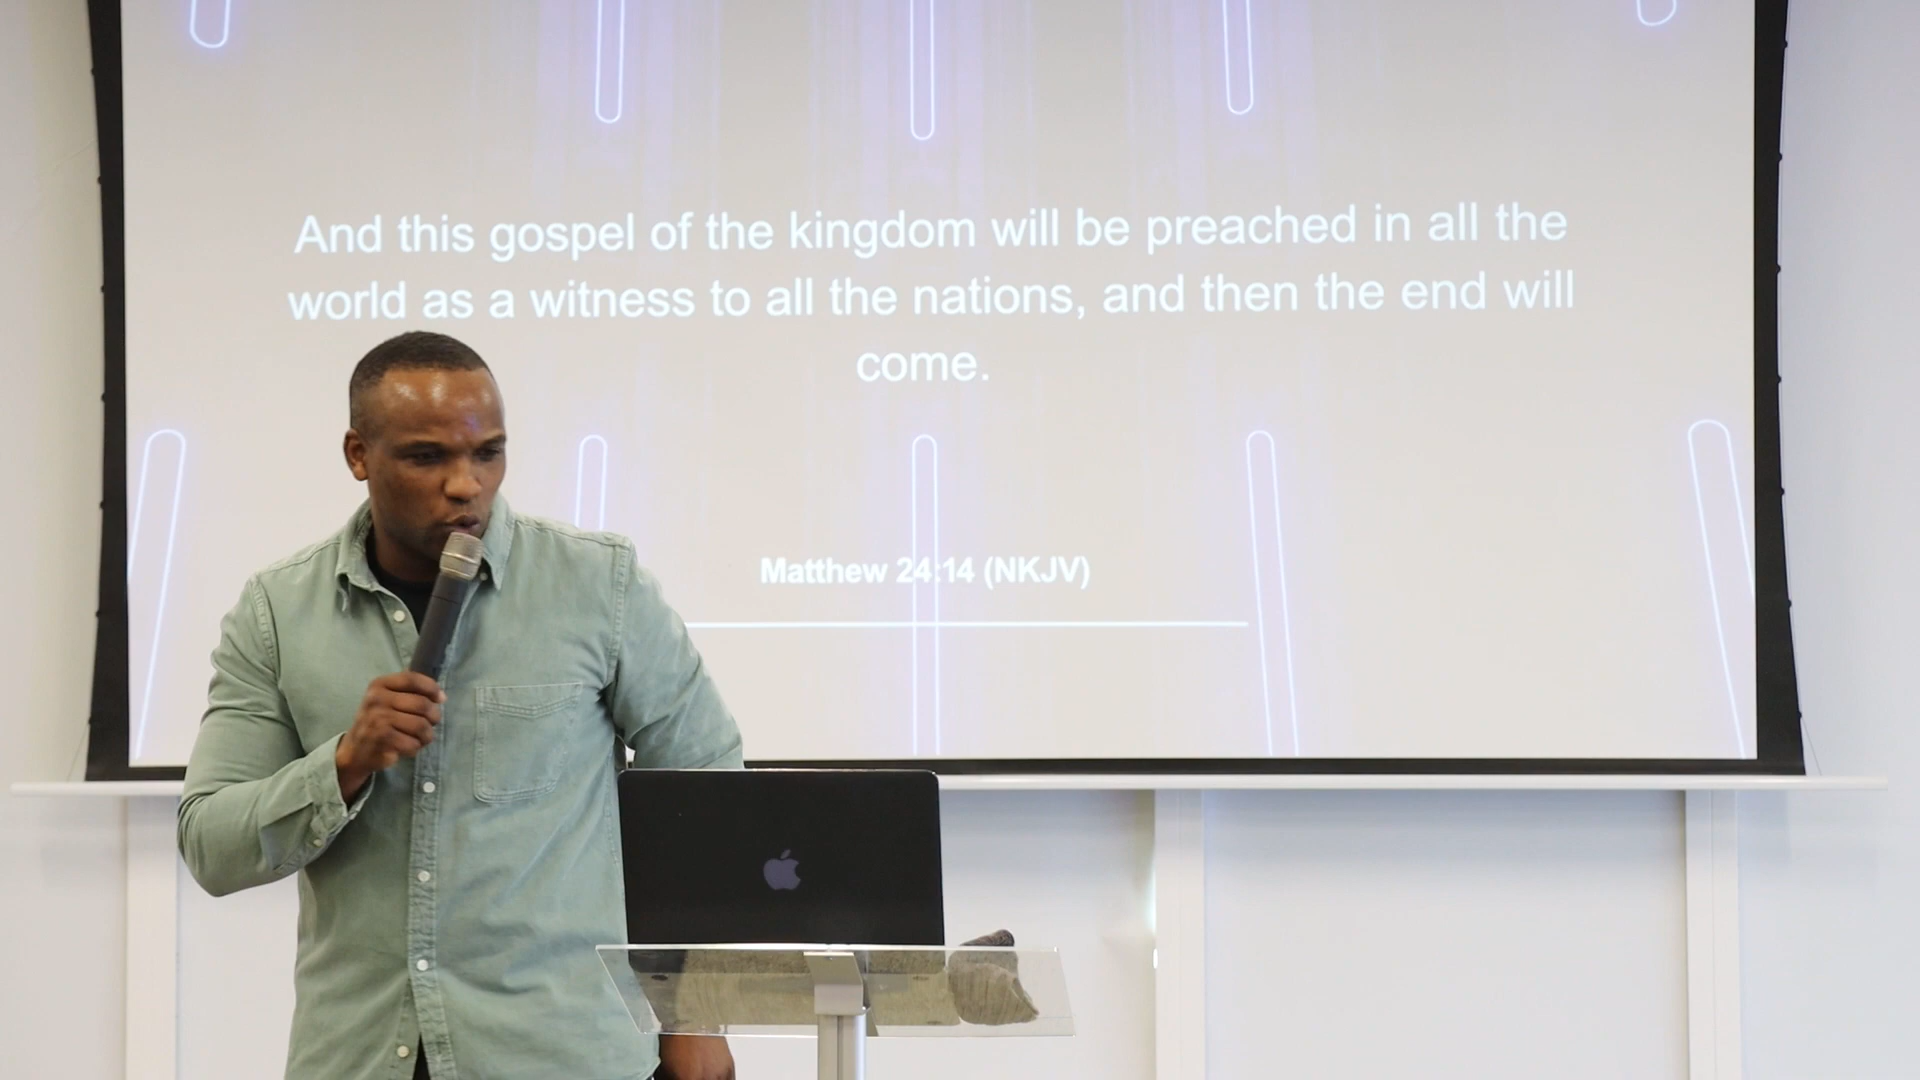 And this gospel of the kingdom will be preached in all the
world as a witness to all the nations, and then the end will
come.
Matthew 24:14 (NKJV)